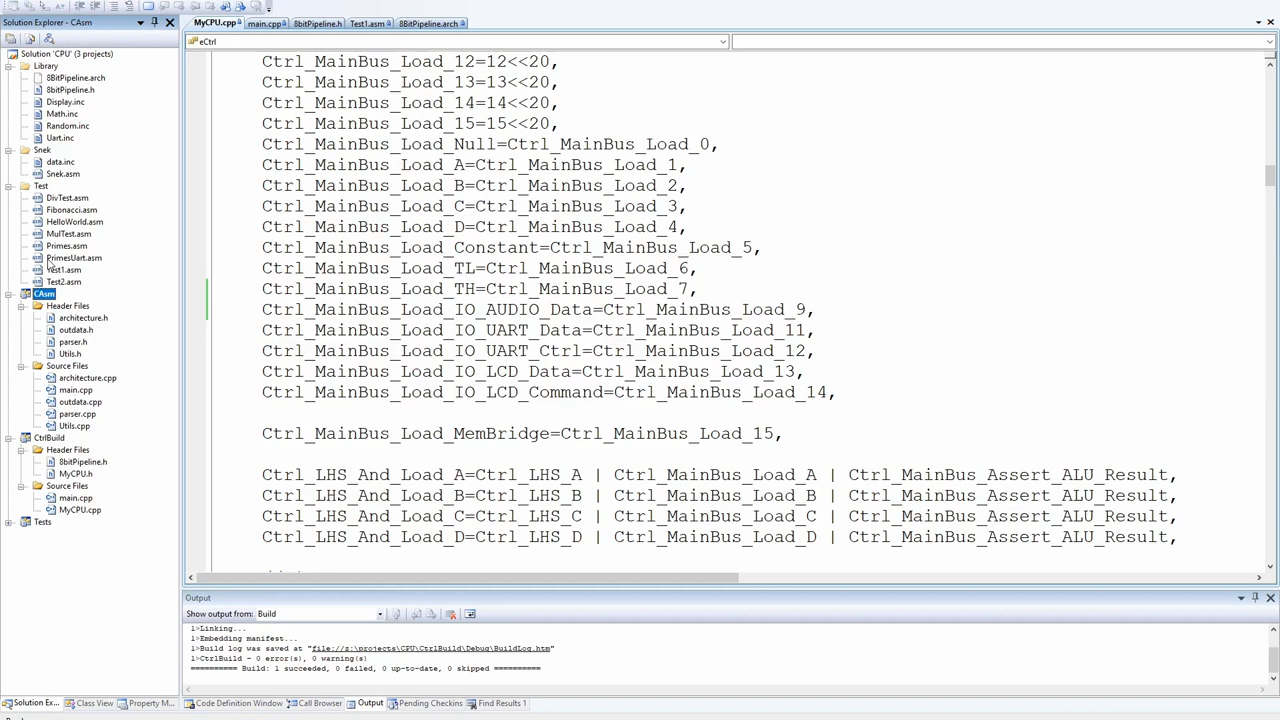 Solution Explorer - CAsm
Solution 'CPU' (3 projects)
Library
8BitPipeline.arch
8bitPipeline.h
Display.inc
Math.inc
Random.inc
Uart.inc
Snek
data.inc
Snek.asm
Test
DivTest.asm
Fibonacci.asm
HelloWorld.asm
MulTest.asm
Primes.asm
PrimesUart.asm
Test1.asm
Test2.asm
CAsm
Header Files
architecture.h
outdata.h
parser.h
Utils.h
Source Files
architecture.cpp
main.cpp
outdata.cpp
parser.cpp
Utils.cpp
CtrlBuild
Header Files
8bitPipeline.h
MyCPU.h
Source Files
main.cpp
MyCPU.cpp
Tests
Solution Ex... Class View Property M...
MyCPU.cpp main.cpp 8bitPipeline.h Test1.asm 8BitPipeline.arch
eCtrl
Ctrl_MainBus_Load_12=12<<20,
Ctrl_MainBus_Load_13=13<<20,
Ctrl_MainBus_Load_14=14<<20,
Ctrl_MainBus_Load_15=15<<20,
Ctrl_MainBus_Load_Null=Ctrl_MainBus_Load_0,
Ctrl_MainBus_Load_A=Ctrl_MainBus_Load_1,
Ctrl_MainBus_Load_B=Ctrl_MainBus_Load_2,
Ctrl_MainBus_Load_C=Ctrl_MainBus_Load_3,
Ctrl_MainBus_Load_D=Ctrl_MainBus_Load_4,
Ctrl_MainBus_Load_Constant=Ctrl_MainBus_Load_5,
Ctrl_MainBus_Load_TL=Ctrl_MainBus_Load_6,
Ctrl_MainBus_Load_TH=Ctrl_MainBus_Load_7,
Ctrl_MainBus_Load_IO_AUDIO_Data=Ctrl_MainBus_Load_9,
Ctrl_MainBus_Load_IO_UART_Data=Ctrl_MainBus_Load_11,
Ctrl_MainBus_Load_IO_UART_Ctrl=Ctrl_MainBus_Load_12,
Ctrl_MainBus_Load_IO_LCD_Data=Ctrl_MainBus_Load_13,
Ctrl_MainBus_Load_IO_LCD_Command=Ctrl_MainBus_Load_14,
Ctrl_MainBus_Load_MemBridge=Ctrl_MainBus_Load_15,
Ctrl_LHS_And_Load_A=Ctrl_LHS_A | Ctrl_MainBus_Load_A | Ctrl_MainBus_Assert_ALU_Result,
Ctrl_LHS_And_Load_B=Ctrl_LHS_B | Ctrl_MainBus_Load_B | Ctrl_MainBus_Assert_ALU_Result,
Ctrl_LHS_And_Load_C=Ctrl_LHS_C | Ctrl_MainBus_Load_C | Ctrl_MainBus_Assert_ALU_Result,
Ctrl_LHS_And_Load_D=Ctrl_LHS_D | Ctrl_MainBus_Load_D | Ctrl_MainBus_Assert_ALU_Result,
Output
Show output from: Build
1>Linking...
1>Embedding manifest...
1>Build log was saved at "file://z:\projects\CPU\CtrlBuild\Debug\BuildLog.htm"
1>CtrlBuild - 0 error(s), 0 warning(s)
========== Build: 1 succeeded, 0 failed, 0 up-to-date, 0 skipped ==========
Code Definition Window Call Browser Output Pending Checkins Find Results 1